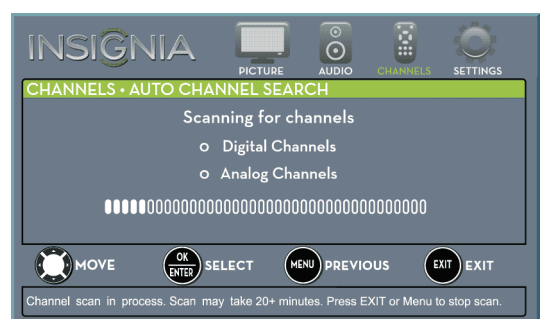 INSIGNIA
PICTURE AUDIO CHANNELS SETTINGS
CHANNELS • AUTO CHANNEL SEARCH
Scanning for channels
o Digital Channels
o Analog Channels
MOVE OK ENTER SELECT MENU PREVIOUS EXIT EXIT
Channel scan in process. Scan may take 20+ minutes. Press EXIT or Menu to stop scan.